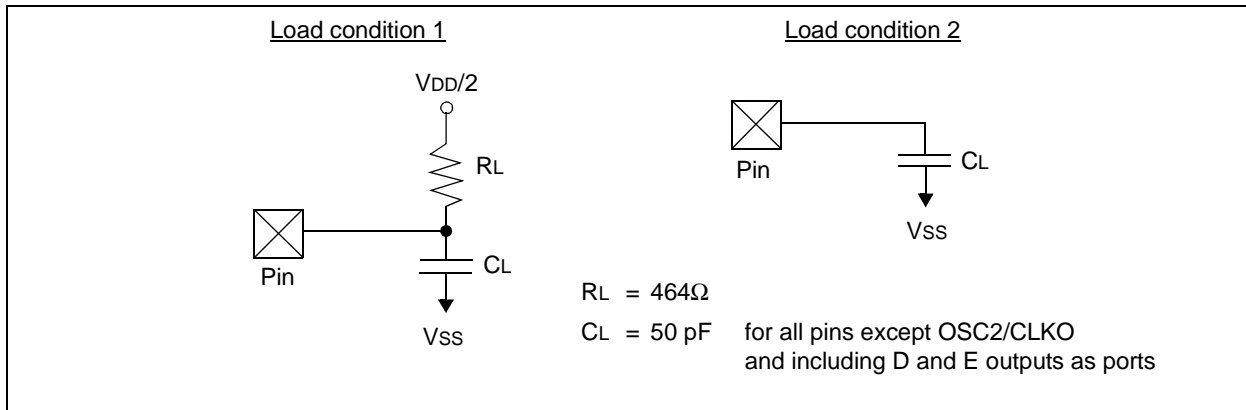 Load condition 1
VDD/2
RL
Pin
CL
VSS
Load condition 2
Pin
CL
VSS
RL = 464Ω
CL = 50 pF for all pins except OSC2/CLKO
and including D and E outputs as ports